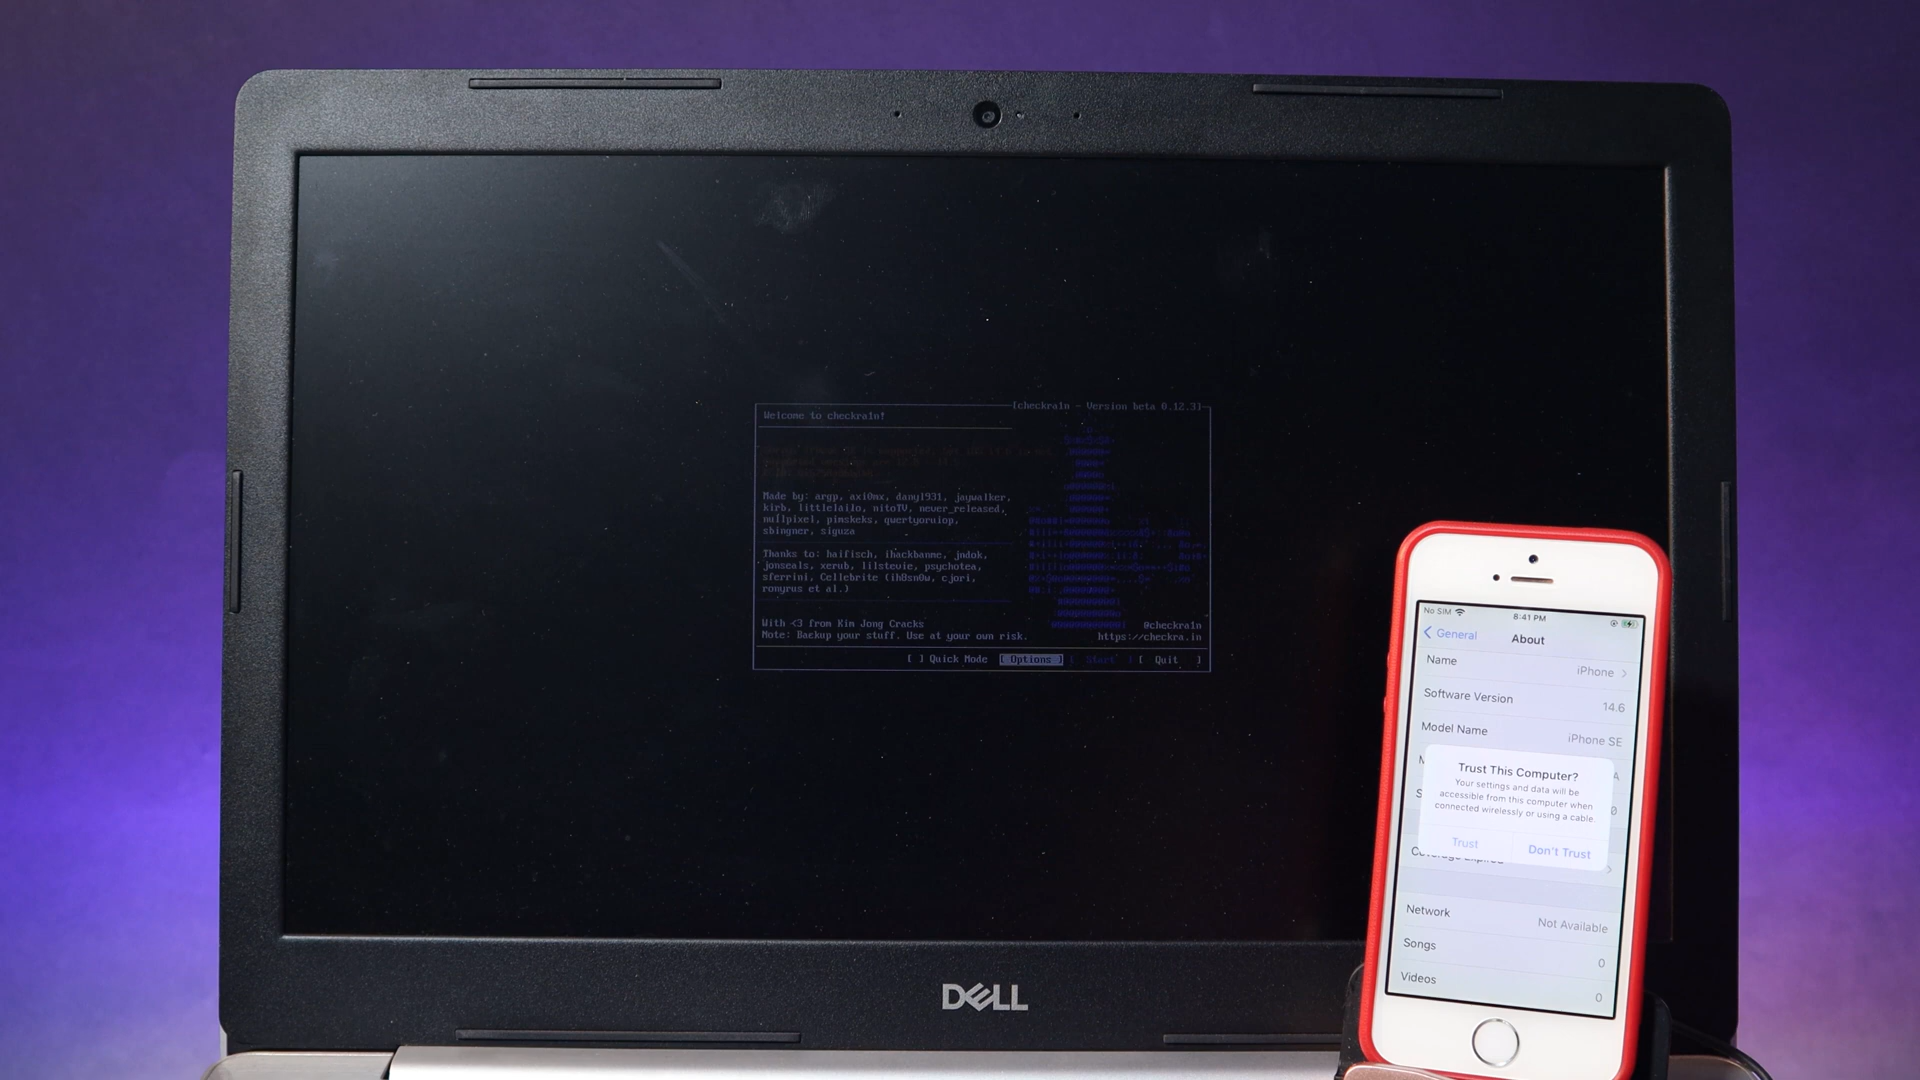 [checkra1n - Version beta 0.12.3]
Welcome to checkra1n!
Made by: argp, axi0mx, danyl931, jaywalker,
kirb, littlelailo, nitoTV, never_released,
nullpixel, pimskeks, qwertyoruiop,
sbingner, siguza
Thanks to: haifisch, ihackbanme, jndok,
jonseals, xerub, lilstevie, psychotea,
sferrini, Cellebrite (ih8sn0w, cjori,
ronyrus et al.)
With <3 from Kim Jong Cracks
@checkra1n
Note: Backup your stuff. Use at your own risk.
https://checkra.in
[ ] Quick Mode [ Options ] [ Start ] [ Quit ]
DELL
No SIM 8:41 PM
General About
Name iPhone
Software Version 14.6
Model Name iPhone SE
Trust This Computer?
Your settings and data will be
accessible from this computer when
connected wirelessly or using a cable.
Trust Don't Trust
Coverage Expired
Network Not Available
Songs 0
Videos 0